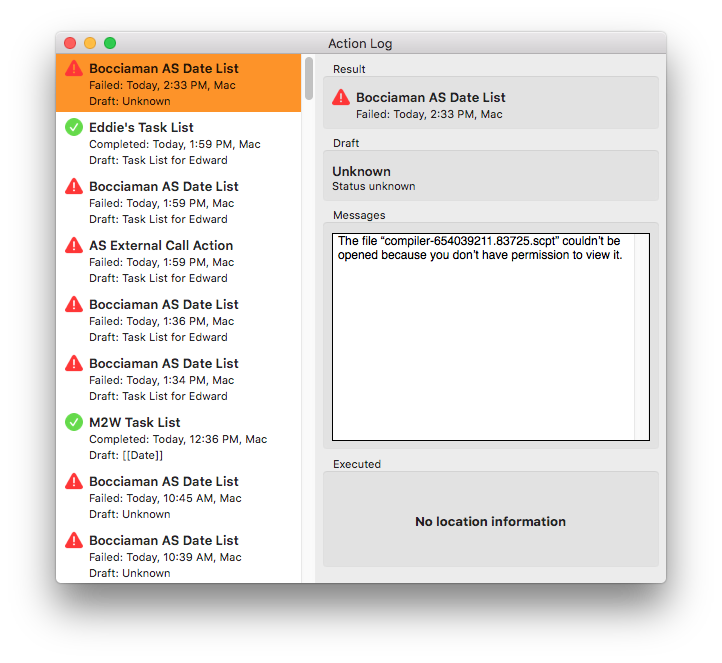 Action Log
Bocciaman AS Date List
Failed: Today, 2:33 PM, Mac
Draft: Unknown
Eddie's Task List
Completed: Today, 1:59 PM, Mac
Draft: Task List for Edward
Bocciaman AS Date List
Failed: Today, 1:59 PM, Mac
Draft: Task List for Edward
AS External Call Action
Failed: Today, 1:59 PM, Mac
Draft: Task List for Edward
Bocciaman AS Date List
Failed: Today, 1:36 PM, Mac
Draft: Task List for Edward
Bocciaman AS Date List
Failed: Today, 1:34 PM, Mac
Draft: Task List for Edward
M2W Task List
Completed: Today, 12:36 PM, Mac
Draft: [[Date]]
Bocciaman AS Date List
Failed: Today, 10:45 AM, Mac
Draft: Unknown
Bocciaman AS Date List
Failed: Today, 10:39 AM, Mac
Draft: Unknown
Result
Bocciaman AS Date List
Failed: Today, 2:33 PM, Mac
Draft
Unknown
Status unknown
Messages
The file “compiler-654039211.83725.scpt” couldn’t be
opened because you don’t have permission to view it.
Executed
No location information